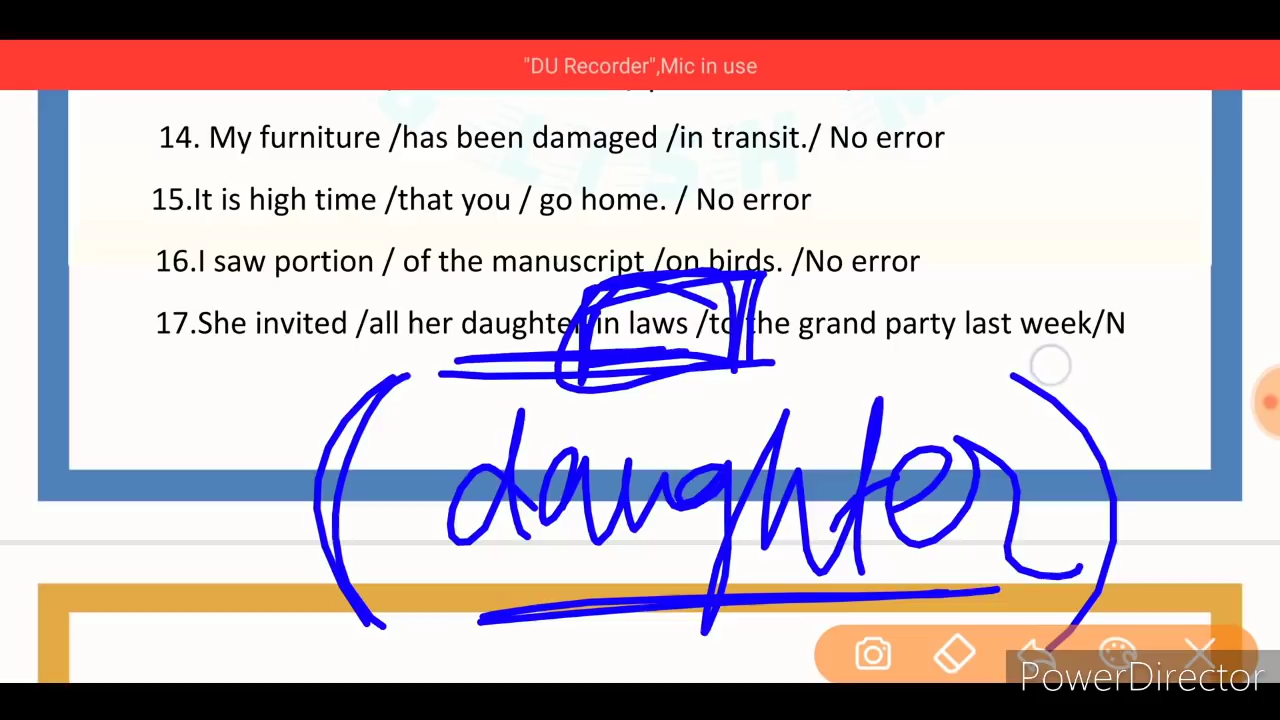 "DU Recorder",Mic in use
14. My furniture /has been damaged /in transit./ No error
15.It is high time /that you / go home. / No error
16.I saw portion / of the manuscript /on birds. /No error
17.She invited /all her daughter in laws /to the grand party last week/N
( daughter )
PowerDirector